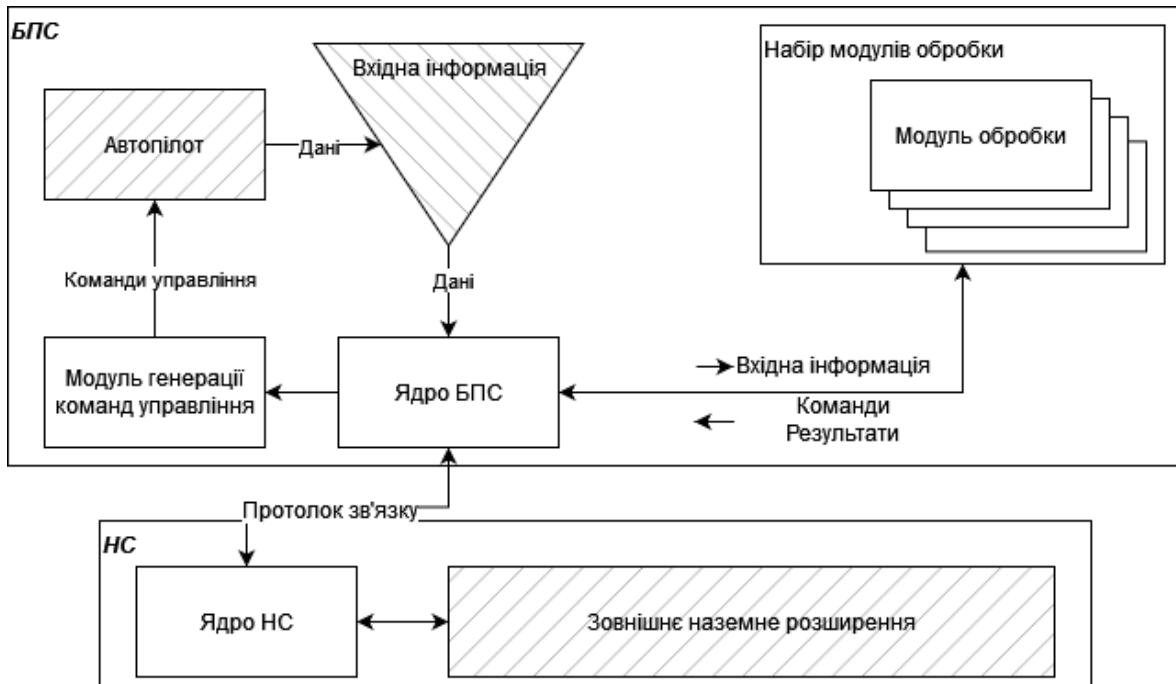 БПС
Вхідна інформація
Набір модулів обробки
Модуль обробки
Автопілот
Дані
Команди управління
Дані
Модуль генерації
команд управління
Ядро БПС
Вхідна інформація
Команди
Результати
Протолок зв'язку
НС
Ядро НС
Зовнішнє наземне розширення